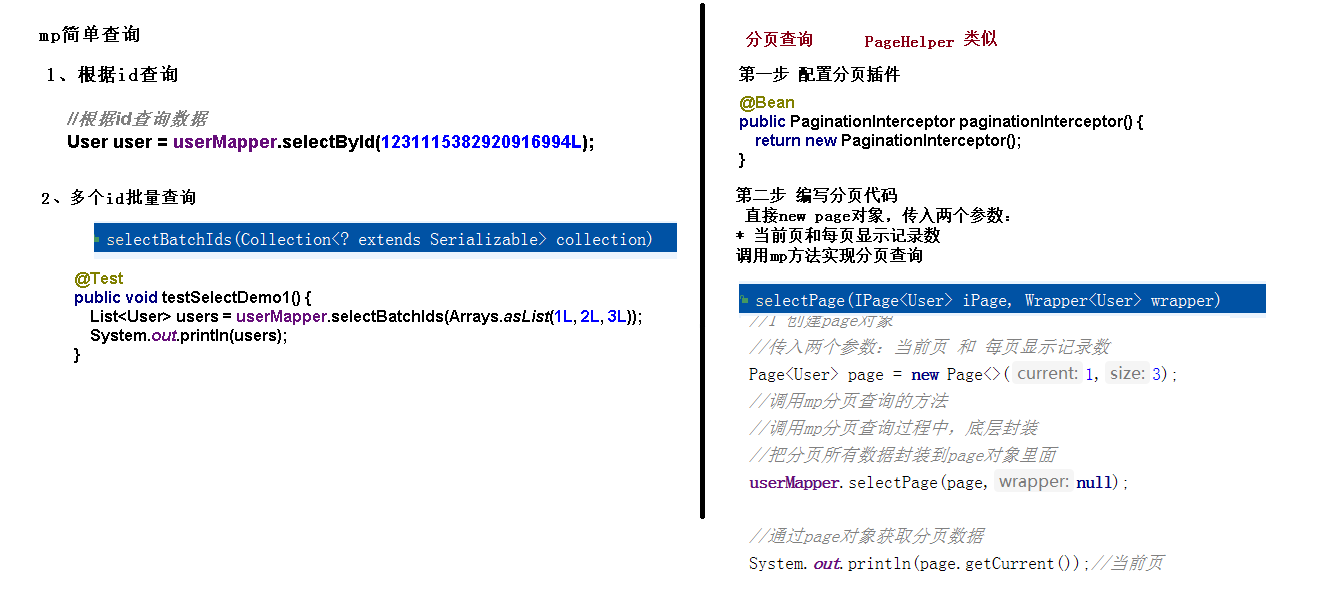 mp简单查询
1、根据id查询
//根据id查询数据
User user = userMapper.selectById(1231115382920916994L);
2、多个id批量查询
selectBatchIds(Collection<? extends Serializable> collection)
@Test
public void testSelectDemo1() {
List<User> users = userMapper.selectBatchIds(Arrays.asList(1L, 2L, 3L));
System.out.println(users);
}
分页查询 PageHelper 类似
第一步 配置分页插件
@Bean
public PaginationInterceptor paginationInterceptor() {
return new PaginationInterceptor();
}
第二步 编写分页代码
直接new page对象，传入两个参数：
* 当前页和每页显示记录数
调用mp方法实现分页查询
selectPage(IPage<User> iPage, Wrapper<User> wrapper)
//1 创建page对象
//传入两个参数：当前页 和 每页显示记录数
Page<User> page = new Page<>( current: 1, size: 3);
//调用mp分页查询的方法
//调用mp分页查询过程中，底层封装
//把分页所有数据封装到page对象里面
userMapper.selectPage(page, wrapper: null);
//通过page对象获取分页数据
System.out.println(page.getCurrent());//当前页